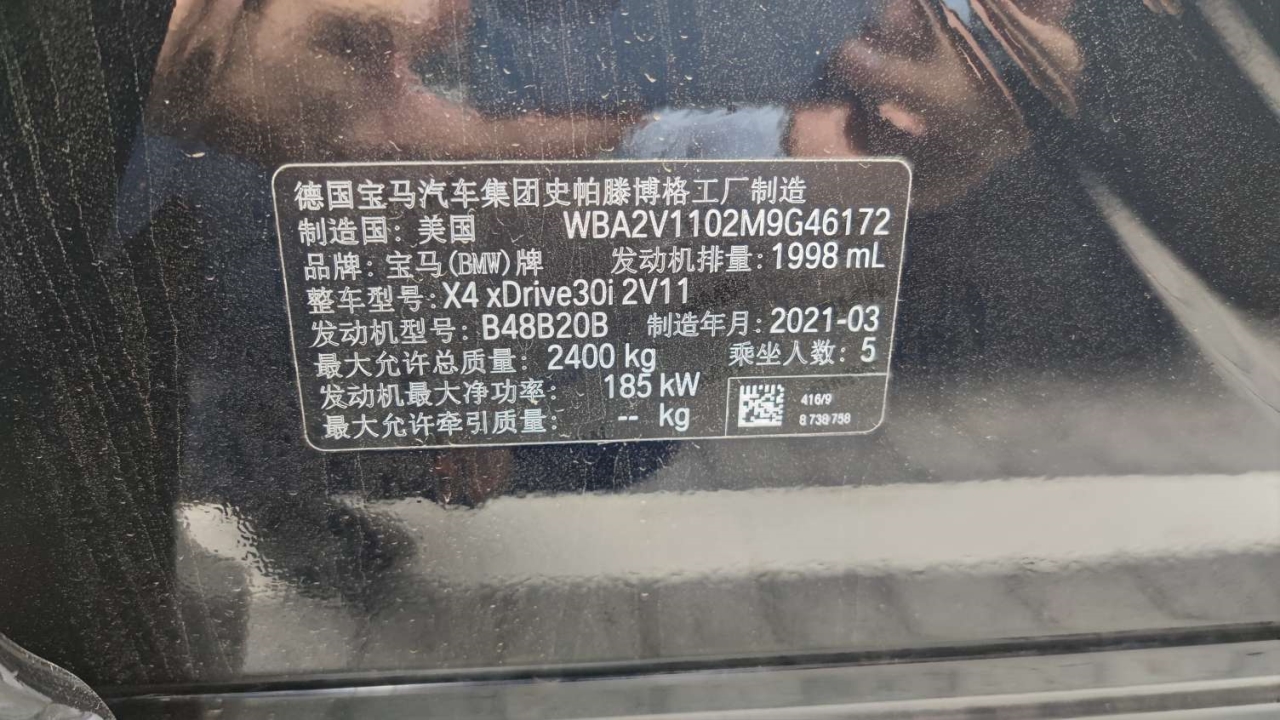 德国宝马汽车集团史帕滕博格工厂制造
制造国：美国 WBA2V1102M9G46172
品牌：宝马(BMW)牌 发动机排量：1998 mL
整车型号：X4 xDrive30i 2V11
发动机型号：B48B20B 制造年月：2021-03
最大允许总质量：2400 kg 乘坐人数：5
发动机最大净功率：185 kW
最大允许牵引质量：-- kg
416/9
8 738 758